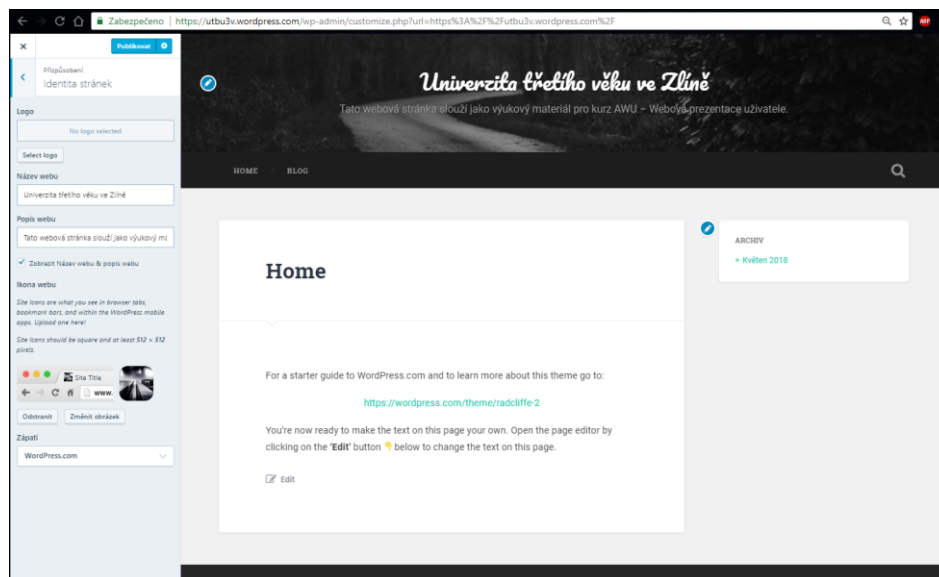 Zabezpečeno | https://utbu3v.wordpress.com/wp-admin/customize.php?url=https%3A%2F%2Futbu3v.wordpress.com%2F
ABP
Publikovat
Přizpůsobení
Identita stránek
Logo
No logo selected
Select logo
Název webu
Univerzita třetího věku ve Zlíně
Popis webu
Tato webová stránka slouží jako výukový ma
Zobrazit Název webu & popis webu
Ikona webu
Site Icons are what you see in browser tabs,
bookmark bars, and within the WordPress mobile
apps. Upload one here!
Site Icons should be square and at least 512 × 512
pixels.
Site Title
www.
Odstranit
Změnit obrázek
Zápatí
WordPress.com
Univerzita třetího věku ve Zlíně
Tato webová stránka slouží jako výukový materiál pro kurz AWU – Webová prezentace uživatele.
HOME / BLOG
Home
For a starter guide to WordPress.com and to learn more about this theme go to:
https://wordpress.com/theme/radcliffe-2
You're now ready to make the text on this page your own. Open the page editor by
clicking on the 'Edit' button 👇 below to change the text on this page.
Edit
ARCHIV
» Květen 2018